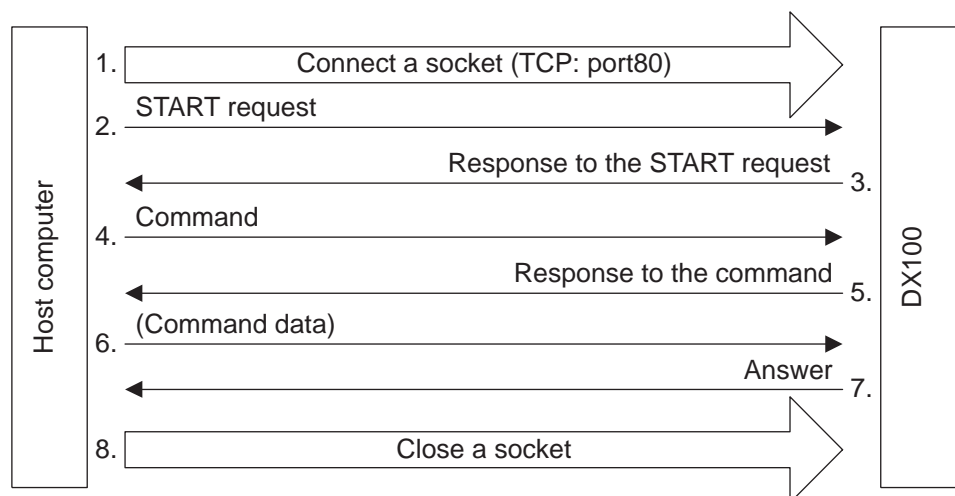 Host computer
DX100
1. Connect a socket (TCP: port80)
START request
2.
Response to the START request
3.
Command
4.
Response to the command
5.
(Command data)
6.
Answer
7.
8. Close a socket